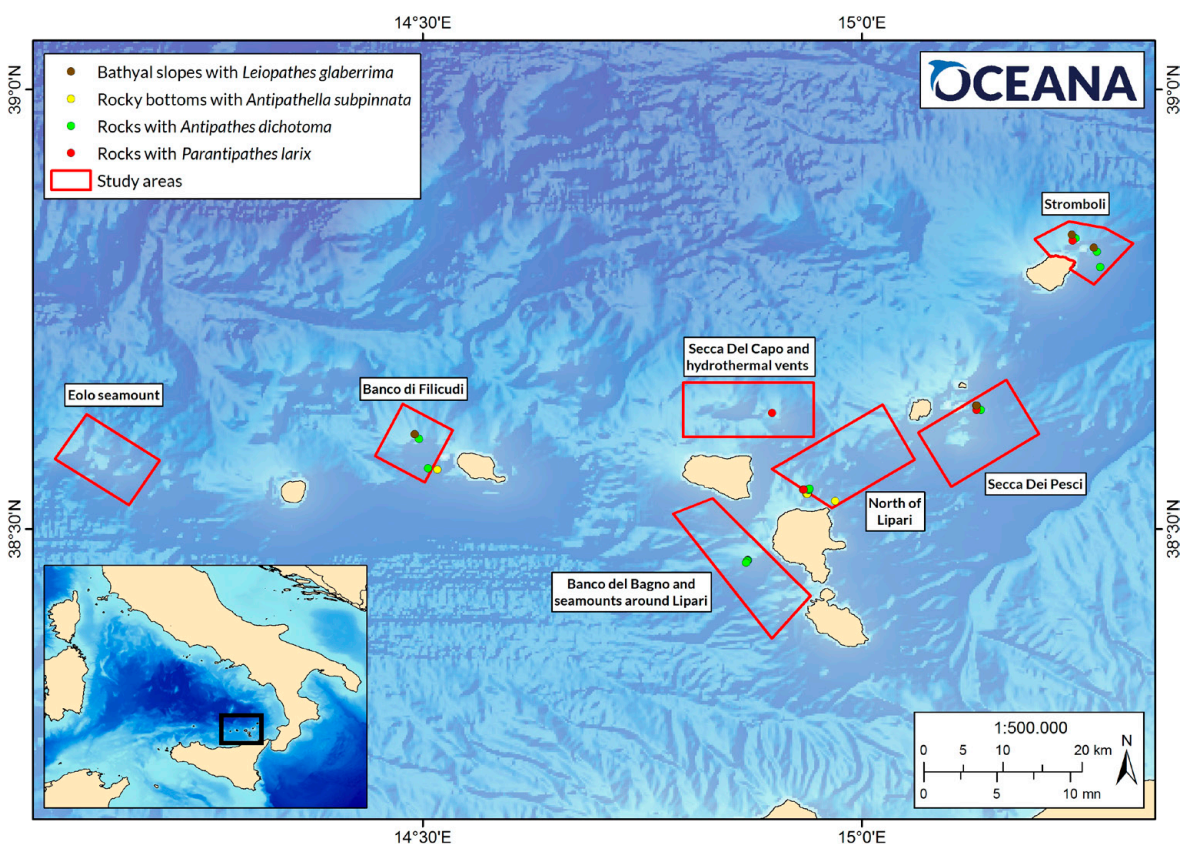 14°30'E
15°0'E
Bathyal slopes with Leiopathes glaberrima
Rocky bottoms with Antipathella subpinnata
Rocks with Antipathes dichotoma
Rocks with Parantipathes larix
Study areas
OCEANA
39°0'N
39°0'N
Stromboli
Secca Del Capo and
hydrothermal vents
Eolo seamount
Banco di Filicudi
Secca Dei Pesci
North of
Lipari
38°30'N
38°30'N
Banco del Bagno and
seamounts around Lipari
1:500.000
0 5 10 20 km
0 5 10 mn
N
14°30'E
15°0'E